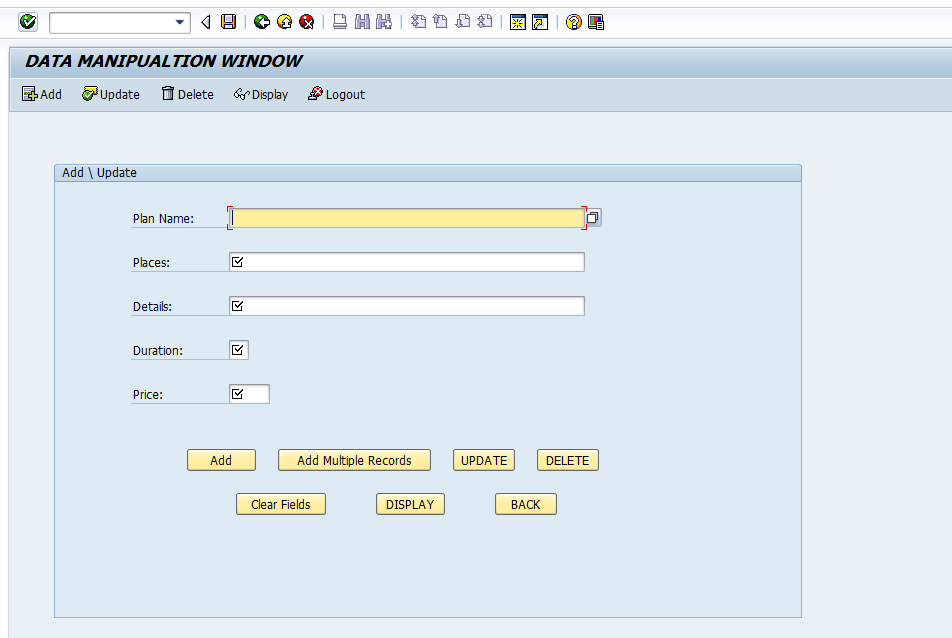 DATA MANIPUALTION WINDOW
Add Update Delete Display Logout
Add \ Update
Plan Name:
Places:
Details:
Duration:
Price:
Add Add Multiple Records UPDATE DELETE
Clear Fields DISPLAY BACK